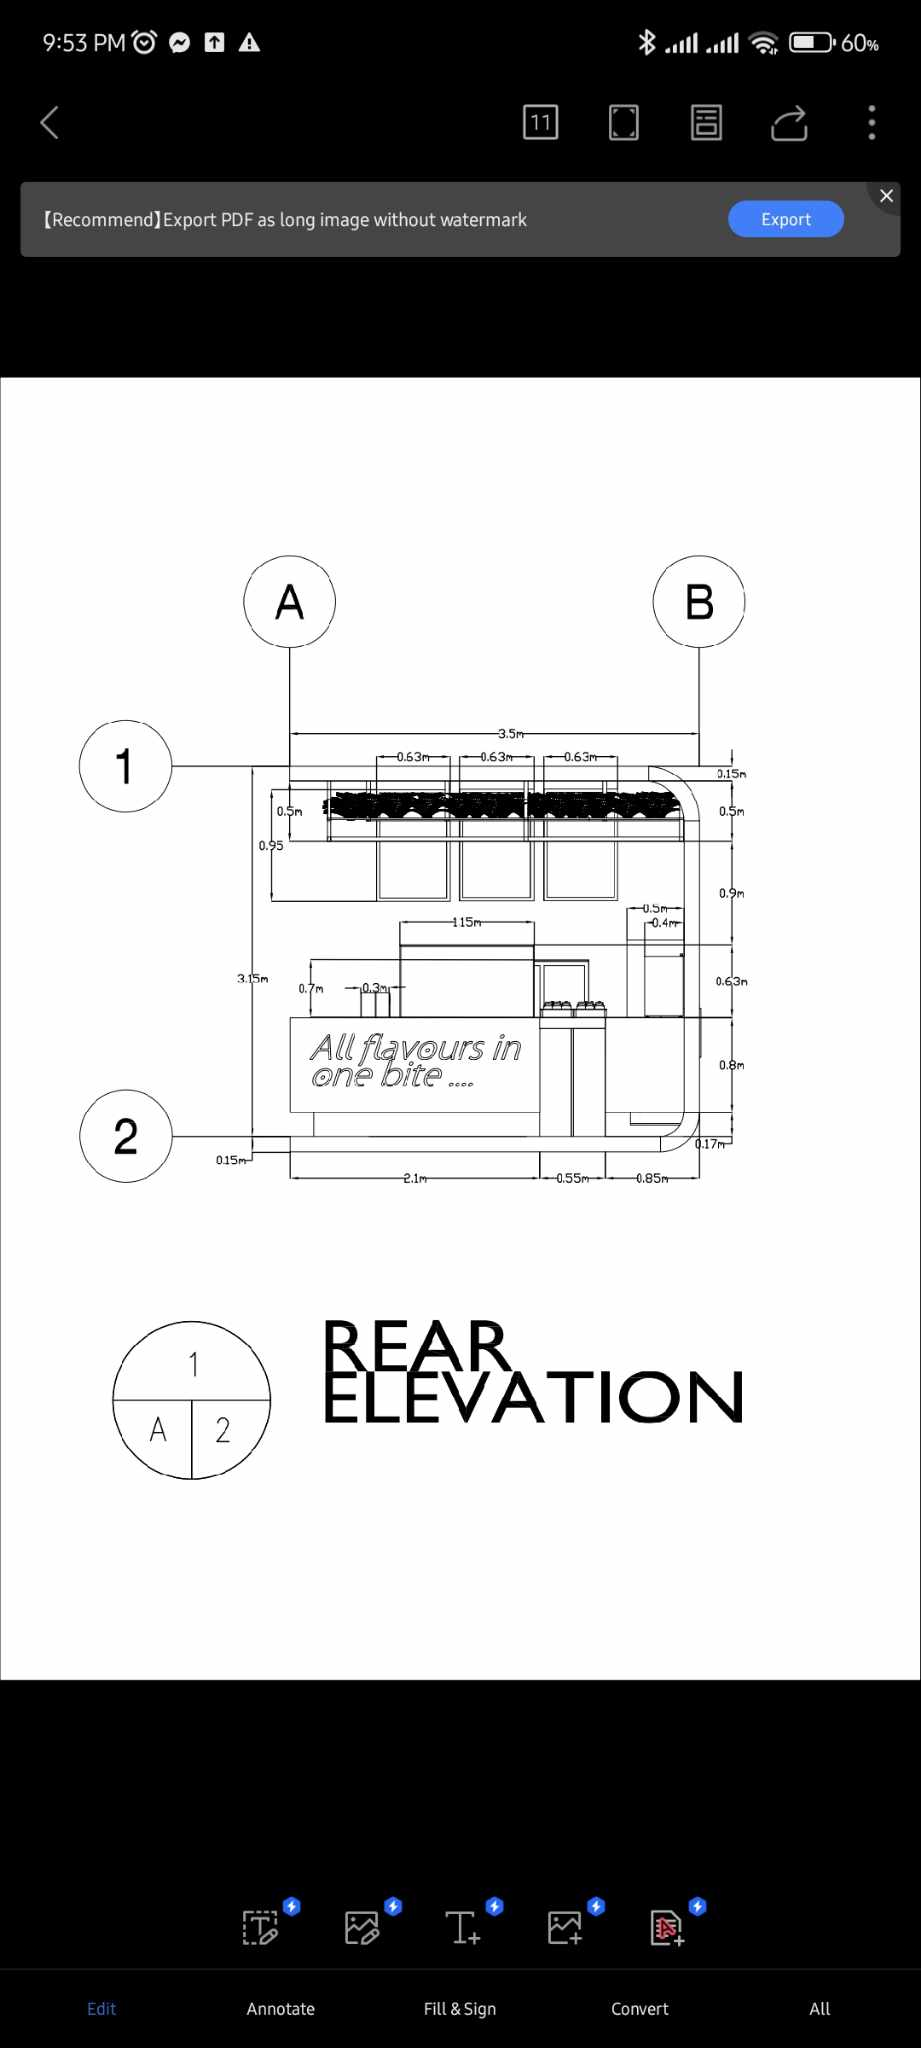 9:53 PM
60%
11
【Recommend】Export PDF as long image without watermark
Export
A
B
3.5m
1
0.63m
0.63m
0.63m
0.15m
0.5m
0.5m
0.95
0.9m
0.5m
0.4m
115m
3.15m
0.7m
0.3m
0.63m
All flavours in
one bite ....
0.8m
2
0.15m
0.17m
2.1m
0.55m
0.85m
1
A
2
REAR
ELEVATION
Edit
Annotate
Fill & Sign
Convert
All